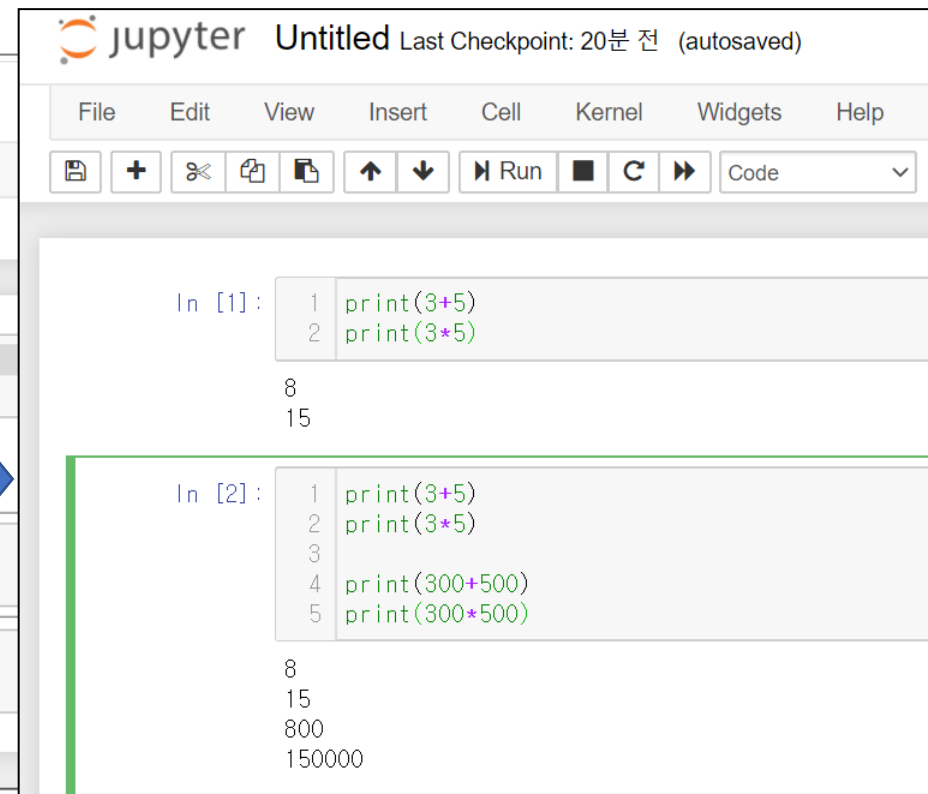 jupyter Untitled Last Checkpoint: 20분 전 (autosaved)
File Edit View Insert Cell Kernel Widgets Help
Run Code
In [1]: 1 print(3+5)
2 print(3*5)
8
15
In [2]: 1 print(3+5)
2 print(3*5)
3
4 print(300+500)
5 print(300*500)
8
15
800
150000